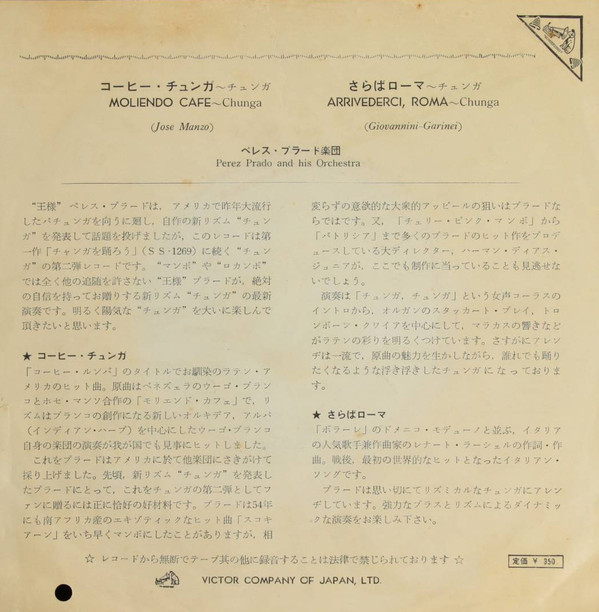 コーヒー・チュンガ～チュンガ
MOLIENDO CAFE～Chunga
(Jose Manzo)
さらばローマ～チュンガ
ARRIVEDERCI, ROMA～Chunga
(Giovannini-Garinei)
ペレス・プラード楽団
Perez Prado and his Orchestra
“王様” ペレス・プラードは，アメリカで昨年大流行
したパチュンガを向うに廻し，自作の新リズム“チュン
ガ”を発表して話題を投げましたが，このレコードは第
一作「チャンガを踊ろう」(ＳＳ-1269) に続く“チュン
ガ”の第二弾レコードです。“マンボ”や“ロカンボ”
では全く他の追随を許さない“王様”プラードが，絶対
の自信を持ってお贈りする新リズム“チュンガ”の最新
演奏です。明るく陽気な“チュンガ”を大いに楽しんで
頂きたいと思います。
★ コーヒー・チュンガ
「コーヒー・ルンバ」のタイトルでお馴染のラテン・ア
メリカのヒット曲。原曲はベネズェラのウーゴ・ブラン
コとホセ・マンソ合作の「モリエンド・カフェ」で，リ
ズムはブランコの創作になる新しいオルキデア，アルパ
（インディアン・ハープ）を中心にしたウーゴ・ブランコ
自身の楽団の演奏が我が国でも見事にヒットしました。
これをプラードはアメリカに於て他楽団にさきがけて
採り上げました。先頃，新リズム“チュンガ”を発表し
たプラードにとって，これをチュンガの第二弾としてフ
ァンに贈るには正に恰好の好材料です。プラードは54年
にも南アフリカ産のエキゾティックなヒット曲「スコキ
アーン」をいち早くマンボにしたことがありますが，相
変らずの意欲的な大衆的アッピールの狙いはプラードな
らではです。又，「チェリー・ピンク・マンボ」から
「パトリシア」まで多くのプラードのヒット作をプロデ
ュースしている大ディレクター，ハーマン・ディアス・
ジュニアが，ここでも制作に当っていることも見逃せな
いでしょう。
演奏は「チュンガ，チュンガ」という女声コーラスの
イントロから，オルガンのスタッカート・プレイ，トロ
ンボーン・クワイアを中心にして，マラカスの響きなど
がラテンの彩りを明るくつけています。さすがにアレン
ヂは一流で，原曲の魅力を生かしながら，誰れでも踊り
たくなるような浮き浮きしたチュンガになっておりま
す。
★ さらばローマ
「ボラーレ」のドメニコ・モデューノと並ぶ，イタリア
の人気歌手兼作曲家のレナート・ラーシェルの作詞・作
曲。戦後，最初の世界的なヒットとなったイタリアン・
ソングです。
プラードは思い切にてリズミカルなチュンガにアレン
ヂしています。強力なブラスとリズムによるダイナミッ
クな演奏をお楽しみ下さい。
☆ レコードから無断でテープ其の他に録音することは法律で禁じられております ☆
定価 ￥ 350
VICTOR COMPANY OF JAPAN, LTD.